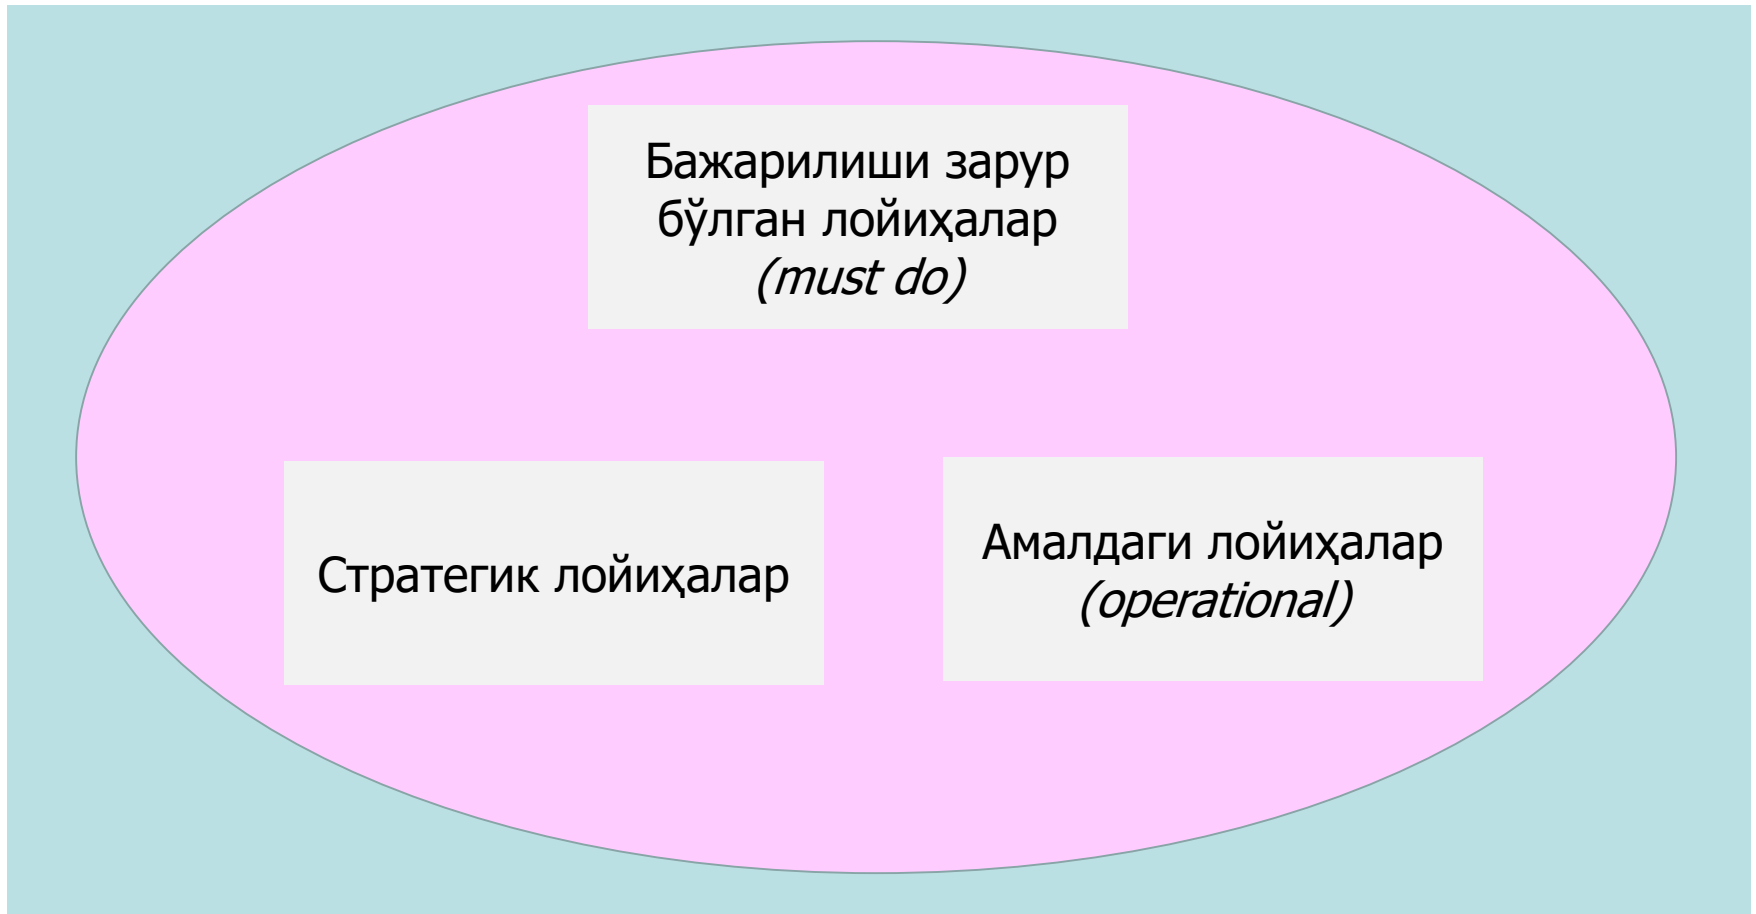 Бажарилиши зарур
бўлган лойиҳалар
(must do)
Стратегик лойиҳалар
Амалдаги лойиҳалар
(operational)